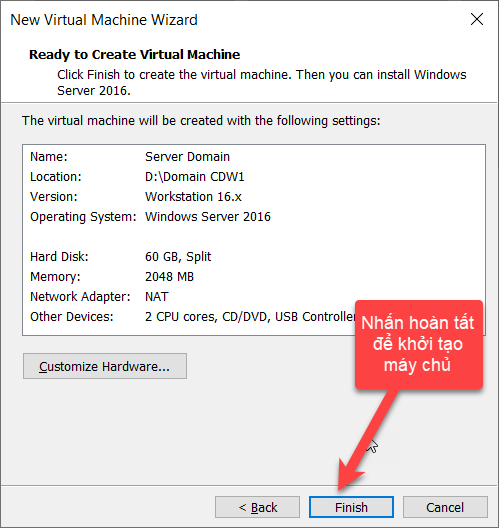 New Virtual Machine Wizard
Ready to Create Virtual Machine
Click Finish to create the virtual machine. Then you can install Windows
Server 2016.
The virtual machine will be created with the following settings:
Name: Server Domain
Location: D:\Domain CDW1
Version: Workstation 16.x
Operating System: Windows Server 2016
Hard Disk: 60 GB, Split
Memory: 2048 MB
Network Adapter: NAT
Other Devices: 2 CPU cores, CD/DVD, USB Controller
Nhấn hoàn tất
để khởi tạo
máy chủ
Customize Hardware...
< Back
Finish
Cancel